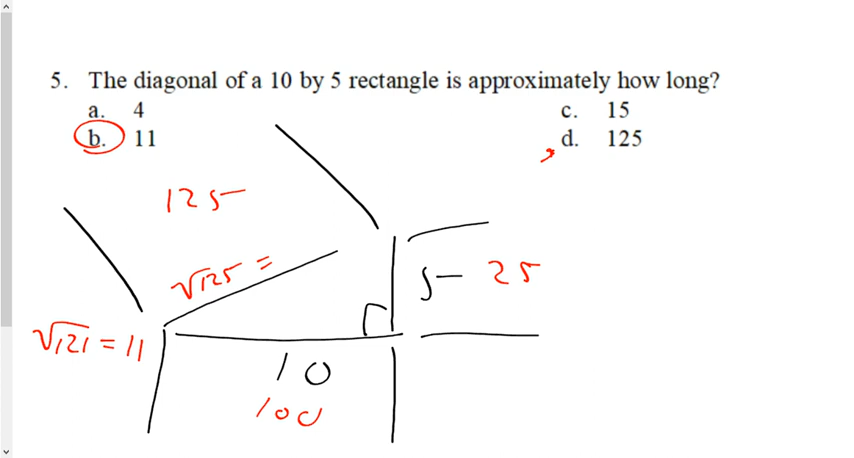 5. The diagonal of a 10 by 5 rectangle is approximately how long?
a. 4
b. 11
c. 15
d. 125
125
√125 =
5 25
√121 = 11
10
100